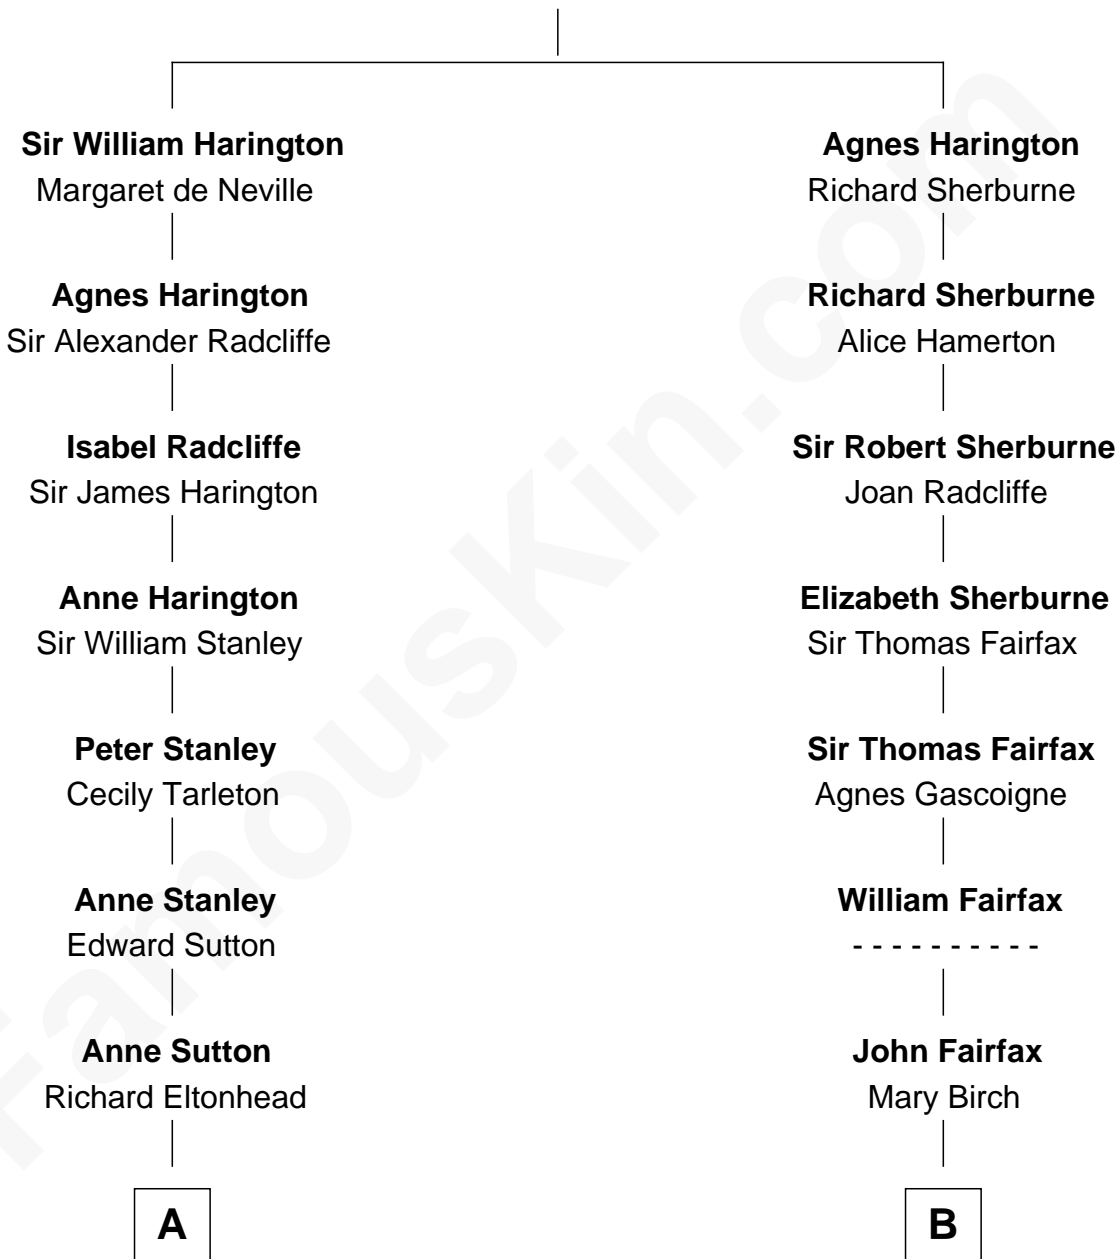 Sir William Harington
Margaret de Neville
Agnes Harington
Sir Alexander Radcliffe
Isabel Radcliffe
Sir James Harington
Anne Harington
Sir William Stanley
Peter Stanley
Cecily Tarleton
Anne Stanley
Edward Sutton
Anne Sutton
Richard Eltonhead
A
Agnes Harington
Richard Sherburne
Richard Sherburne
Alice Hamerton
Sir Robert Sherburne
Joan Radcliffe
Elizabeth Sherburne
Sir Thomas Fairfax
Sir Thomas Fairfax
Agnes Gascoigne
William Fairfax
- - - - - - - - - -
John Fairfax
Mary Birch
B
FamousKin.com